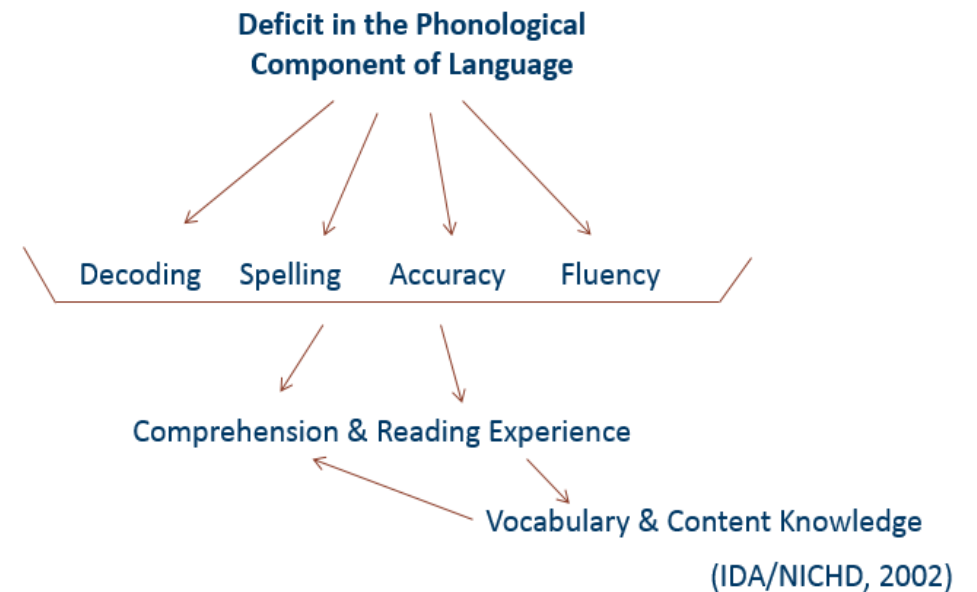 Deficit in the Phonological
Component of Language
Decoding Spelling Accuracy Fluency
Comprehension & Reading Experience
Vocabulary & Content Knowledge
(IDA/NICHD, 2002)